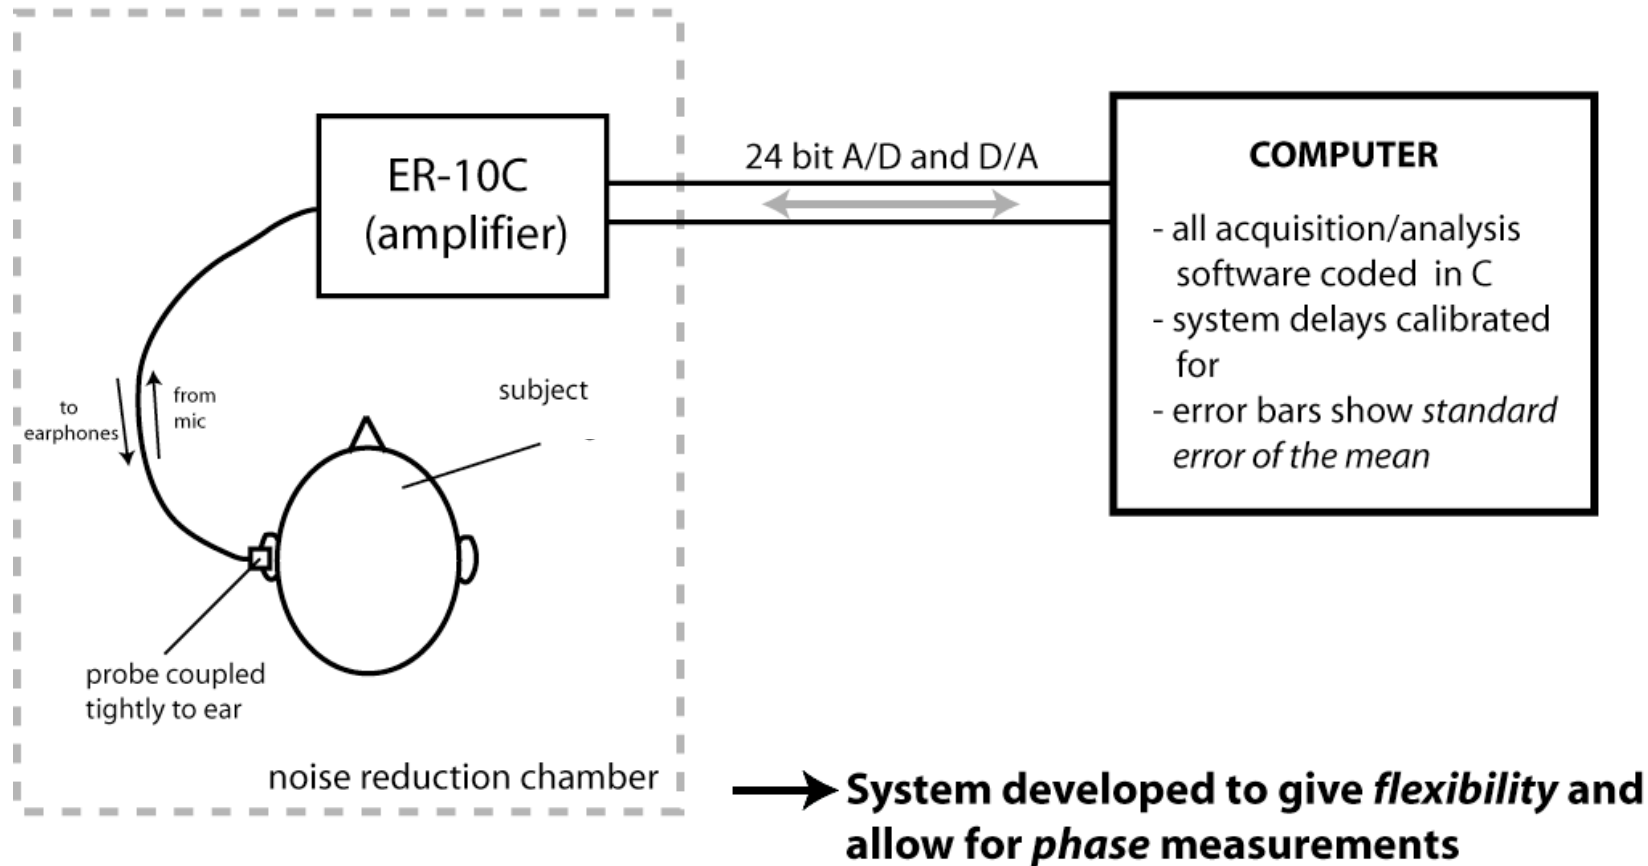 ER-10C
(amplifier)
24 bit A/D and D/A
COMPUTER
- all acquisition/analysis
software coded in C
- system delays calibrated
for
- error bars show standard
error of the mean
to
earphones
from
mic
subject
probe coupled
tightly to ear
noise reduction chamber
System developed to give flexibility and
allow for phase measurements